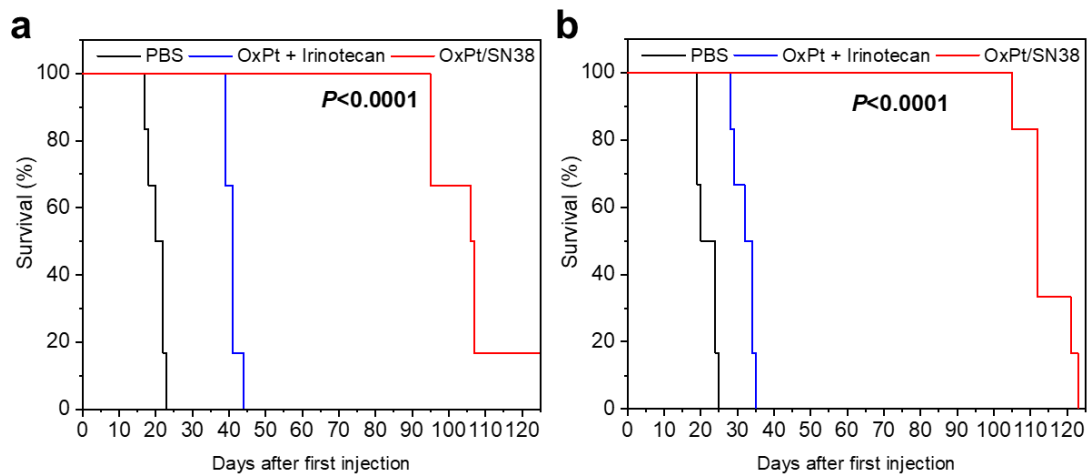 a
PBS OxPt + Irinotecan OxPt/SN38
P<0.0001
Survival (%)
100
80
60
40
20
0
0 10 20 30 40 50 60 70 80 90 100 110 120
Days after first injection
b
PBS OxPt + Irinotecan OxPt/SN38
P<0.0001
Survival (%)
100
80
60
40
20
0
0 10 20 30 40 50 60 70 80 90 100 110 120
Days after first injection